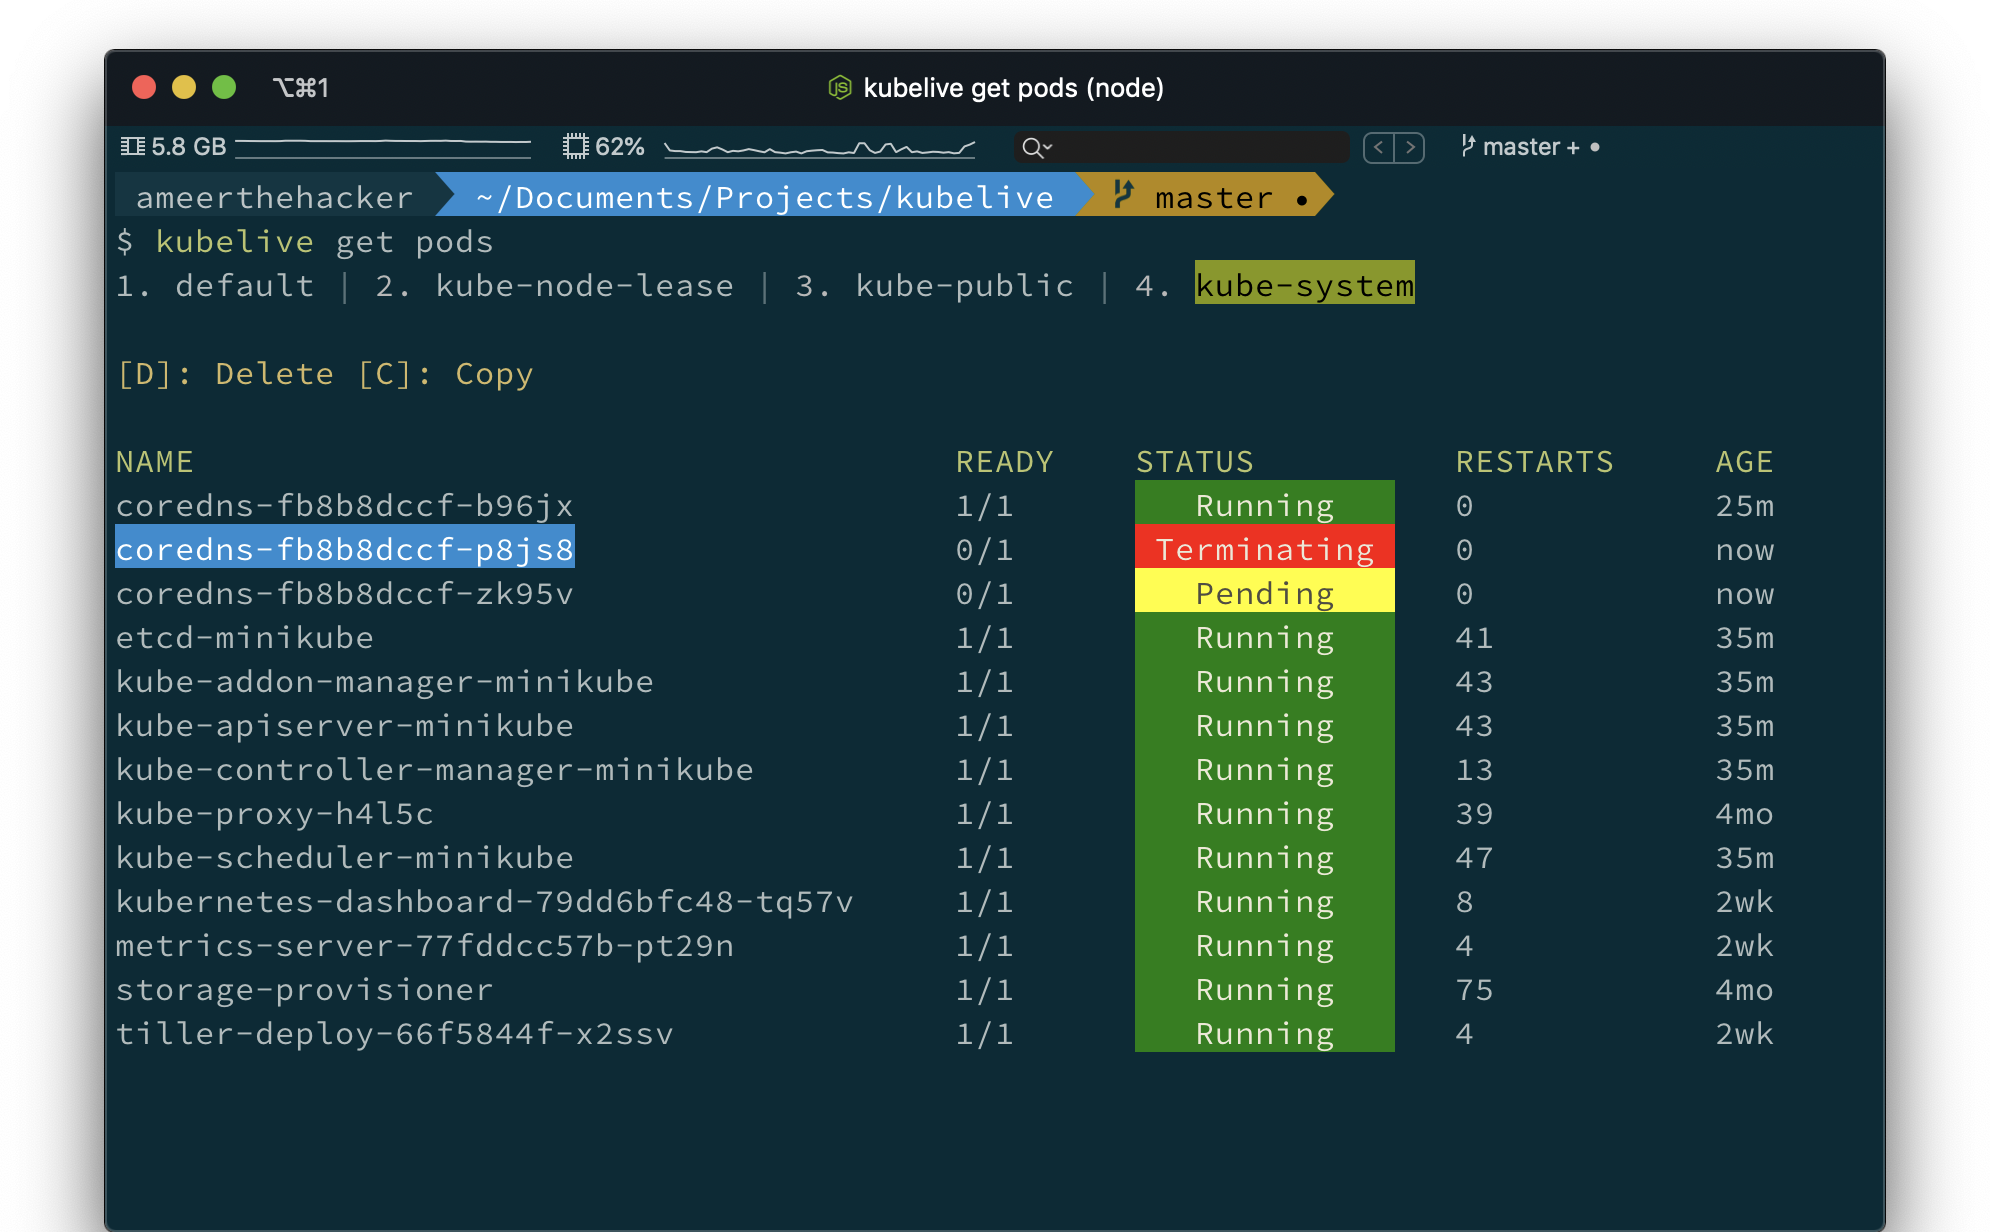 ⌥⌘1 kubelive get pods (node)
5.8 GB 62% master + •
ameerthehacker ~/Documents/Projects/kubelive master •
$ kubelive get pods
1. default | 2. kube-node-lease | 3. kube-public | 4. kube-system
[D]: Delete [C]: Copy
NAME READY STATUS RESTARTS AGE
coredns-fb8b8dccf-b96jx 1/1 Running 0 25m
coredns-fb8b8dccf-p8js8 0/1 Terminating 0 now
coredns-fb8b8dccf-zk95v 0/1 Pending 0 now
etcd-minikube 1/1 Running 41 35m
kube-addon-manager-minikube 1/1 Running 43 35m
kube-apiserver-minikube 1/1 Running 43 35m
kube-controller-manager-minikube 1/1 Running 13 35m
kube-proxy-h4l5c 1/1 Running 39 4mo
kube-scheduler-minikube 1/1 Running 47 35m
kubernetes-dashboard-79dd6bfc48-tq57v 1/1 Running 8 2wk
metrics-server-77fddcc57b-pt29n 1/1 Running 4 2wk
storage-provisioner 1/1 Running 75 4mo
tiller-deploy-66f5844f-x2ssv 1/1 Running 4 2wk